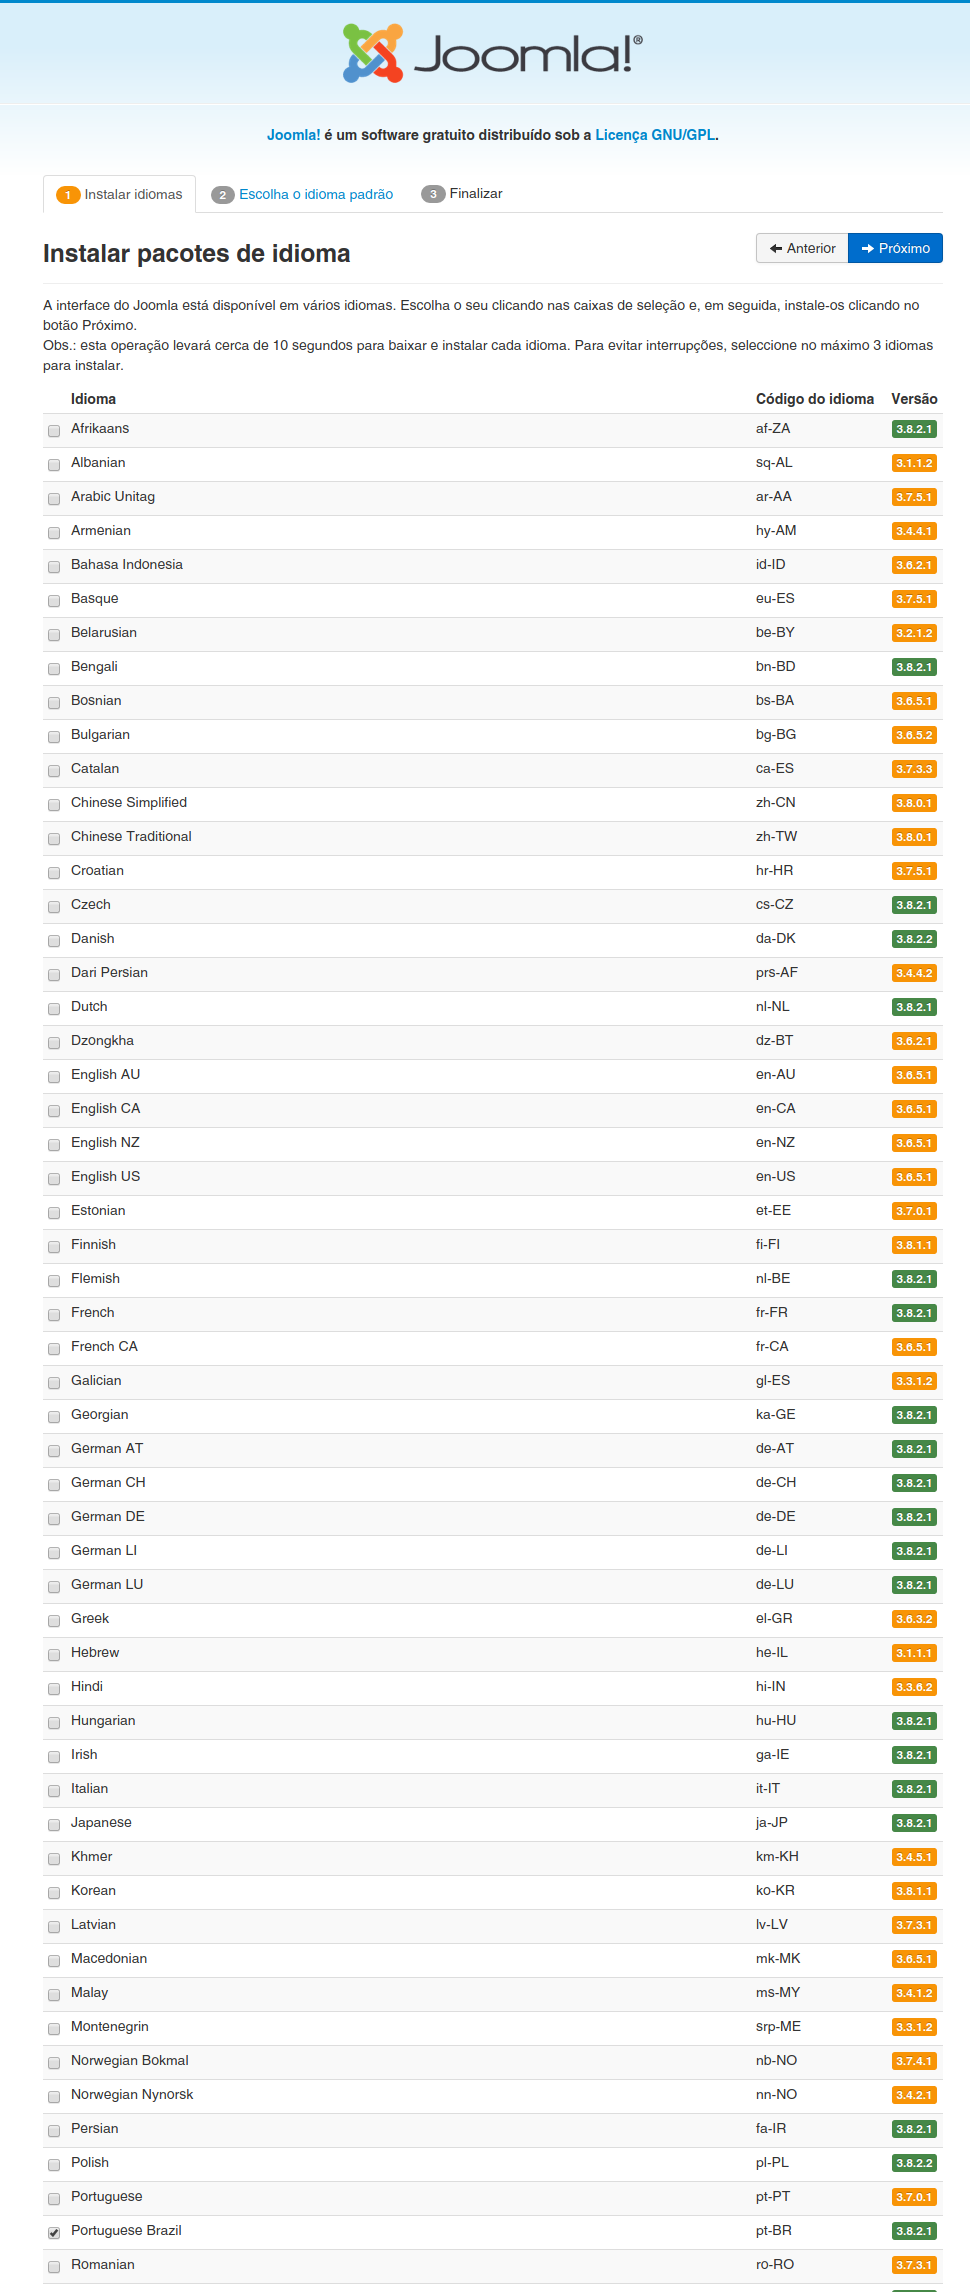 Joomla!®
Joomla! é um software gratuito distribuído sob a Licença GNU/GPL.
1 Instalar idiomas 2 Escolha o idioma padrão 3 Finalizar
Instalar pacotes de idioma
Anterior Próximo
A interface do Joomla está disponível em vários idiomas. Escolha o seu clicando nas caixas de seleção e, em seguida, instale-os clicando no
botão Próximo.
Obs.: esta operação levará cerca de 10 segundos para baixar e instalar cada idioma. Para evitar interrupções, seleccione no máximo 3 idiomas
para instalar.
Idioma Código do idioma Versão
Afrikaans af-ZA 3.8.2.1
Albanian sq-AL 3.1.1.2
Arabic Unitag ar-AA 3.7.5.1
Armenian hy-AM 3.4.4.1
Bahasa Indonesia id-ID 3.6.2.1
Basque eu-ES 3.7.5.1
Belarusian be-BY 3.2.1.2
Bengali bn-BD 3.8.2.1
Bosnian bs-BA 3.6.5.1
Bulgarian bg-BG 3.6.5.2
Catalan ca-ES 3.7.3.3
Chinese Simplified zh-CN 3.8.0.1
Chinese Traditional zh-TW 3.8.0.1
Croatian hr-HR 3.7.5.1
Czech cs-CZ 3.8.2.1
Danish da-DK 3.8.2.2
Dari Persian prs-AF 3.4.4.2
Dutch nl-NL 3.8.2.1
Dzongkha dz-BT 3.6.2.1
English AU en-AU 3.6.5.1
English CA en-CA 3.6.5.1
English NZ en-NZ 3.6.5.1
English US en-US 3.6.5.1
Estonian et-EE 3.7.0.1
Finnish fi-FI 3.8.1.1
Flemish nl-BE 3.8.2.1
French fr-FR 3.8.2.1
French CA fr-CA 3.6.5.1
Galician gl-ES 3.3.1.2
Georgian ka-GE 3.8.2.1
German AT de-AT 3.8.2.1
German CH de-CH 3.8.2.1
German DE de-DE 3.8.2.1
German LI de-LI 3.8.2.1
German LU de-LU 3.8.2.1
Greek el-GR 3.6.3.2
Hebrew he-IL 3.1.1.1
Hindi hi-IN 3.3.6.2
Hungarian hu-HU 3.8.2.1
Irish ga-IE 3.8.2.1
Italian it-IT 3.8.2.1
Japanese ja-JP 3.8.2.1
Khmer km-KH 3.4.5.1
Korean ko-KR 3.8.1.1
Latvian lv-LV 3.7.3.1
Macedonian mk-MK 3.6.5.1
Malay ms-MY 3.4.1.2
Montenegrin srp-ME 3.3.1.2
Norwegian Bokmal nb-NO 3.7.4.1
Norwegian Nynorsk nn-NO 3.4.2.1
Persian fa-IR 3.8.2.1
Polish pl-PL 3.8.2.2
Portuguese pt-PT 3.7.0.1
Portuguese Brazil pt-BR 3.8.2.1
Romanian ro-RO 3.7.3.1